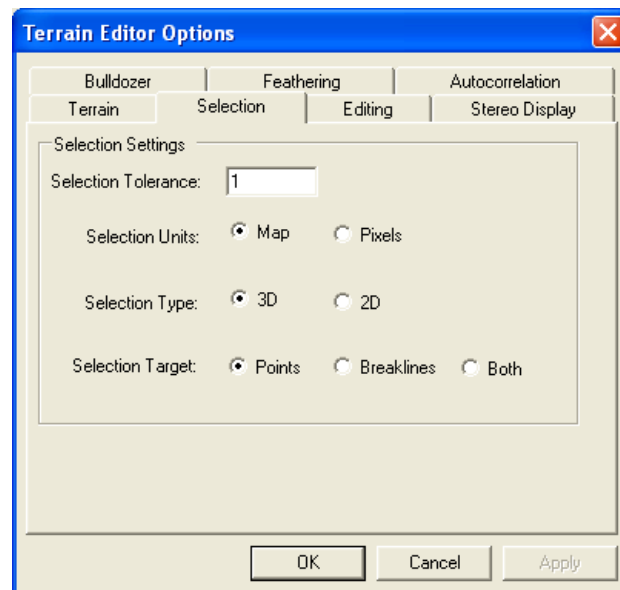 Terrain Editor Options
Bulldozer Feathering Autocorrelation
Terrain Selection Editing Stereo Display
Selection Settings
Selection Tolerance: 1
Selection Units: Map Pixels
Selection Type: 3D 2D
Selection Target: Points Breaklines Both
OK Cancel Apply